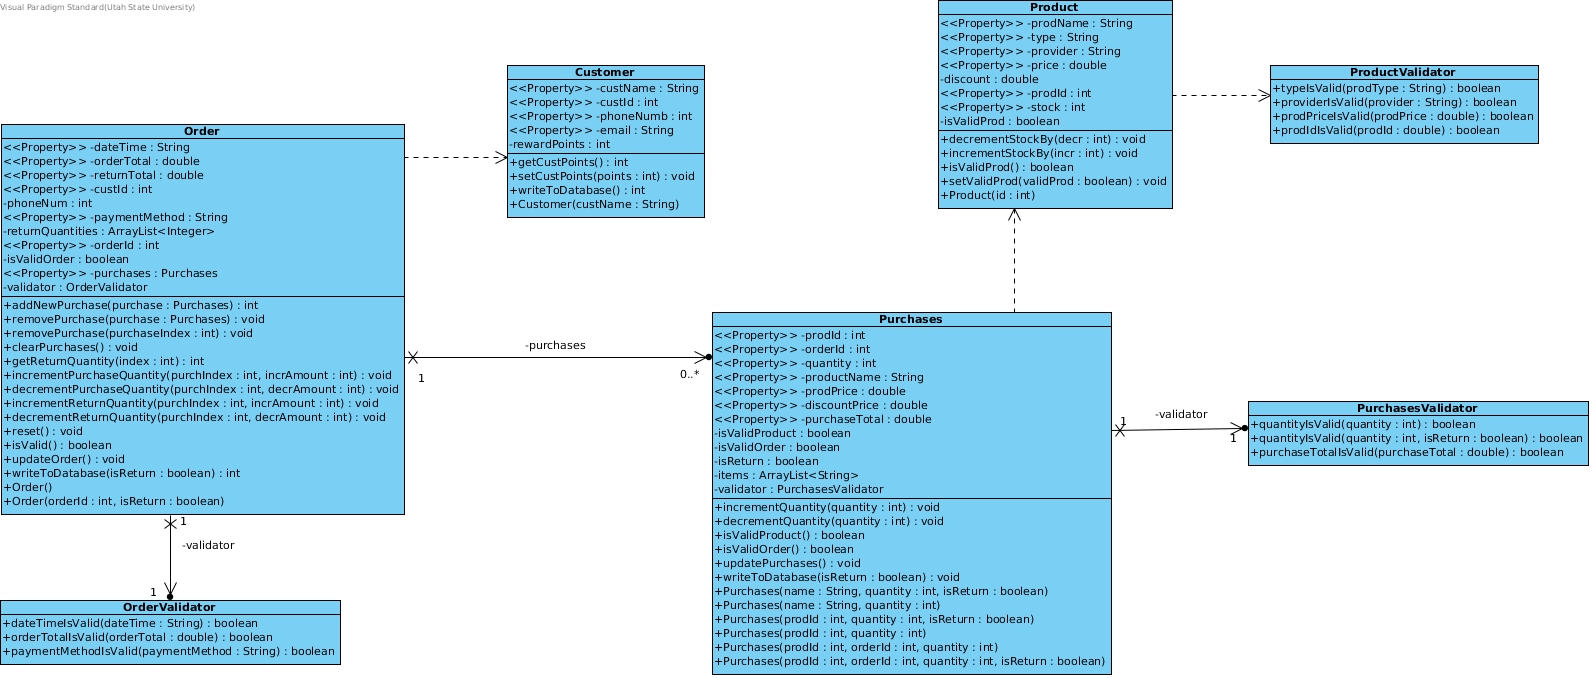 Visual Paradigm Standard(Utah State University)
Product
<<Property>> -prodName : String
<<Property>> -type : String
<<Property>> -provider : String
<<Property>> -price : double
-discount : double
<<Property>> -prodId : int
<<Property>> -stock : int
-isValidProd : boolean
+decrementStockBy(decr : int) : void
+incrementStockBy(incr : int) : void
+isValidProd() : boolean
+setValidProd(validProd : boolean) : void
+Product(id : int)
Customer
<<Property>> -custName : String
<<Property>> -custId : int
<<Property>> -phoneNumb : int
<<Property>> -email : String
-rewardPoints : int
+getCustPoints() : int
+setCustPoints(points : int) : void
+writeToDatabase() : int
+Customer(custName : String)
ProductValidator
+typeIsValid(prodType : String) : boolean
+providerIsValid(provider : String) : boolean
+prodPriceIsValid(prodPrice : double) : boolean
+prodIdIsValid(prodId : double) : boolean
Order
<<Property>> -dateTime : String
<<Property>> -orderTotal : double
<<Property>> -returnTotal : double
<<Property>> -custId : int
-phoneNum : int
<<Property>> -paymentMethod : String
-returnQuantities : ArrayList<Integer>
<<Property>> -orderId : int
-isValidOrder : boolean
<<Property>> -purchases : Purchases
-validator : OrderValidator
+addNewPurchase(purchase : Purchases) : int
+removePurchase(purchase : Purchases) : void
+removePurchase(purchaseIndex : int) : void
+clearPurchases() : void
+getReturnQuantity(index : int) : int
+incrementPurchaseQuantity(purchIndex : int, incrAmount : int) : void
+decrementPurchaseQuantity(purchIndex : int, decrAmount : int) : void
+incrementReturnQuantity(purchIndex : int, incrAmount : int) : void
+decrementReturnQuantity(purchIndex : int, decrAmount : int) : void
+reset() : void
+isValid() : boolean
+updateOrder() : void
+writeToDatabase(isReturn : boolean) : int
+Order()
+Order(orderId : int, isReturn : boolean)
-purchases
1
0..*
Purchases
<<Property>> -prodId : int
<<Property>> -orderId : int
<<Property>> -quantity : int
<<Property>> -productName : String
<<Property>> -prodPrice : double
<<Property>> -discountPrice : double
<<Property>> -purchaseTotal : double
-isValidProduct : boolean
-isValidOrder : boolean
-isReturn : boolean
-items : ArrayList<String>
-validator : PurchasesValidator
+incrementQuantity(quantity : int) : void
+decrementQuantity(quantity : int) : void
+isValidProduct() : boolean
+isValidOrder() : boolean
+updatePurchases() : void
+writeToDatabase(isReturn : boolean) : void
+Purchases(name : String, quantity : int, isReturn : boolean)
+Purchases(name : String, quantity : int)
+Purchases(prodId : int, quantity : int, isReturn : boolean)
+Purchases(prodId : int, quantity : int)
+Purchases(prodId : int, orderId : int, quantity : int)
+Purchases(prodId : int, orderId : int, quantity : int, isReturn : boolean)
-validator
1
1
PurchasesValidator
+quantityIsValid(quantity : int) : boolean
+quantityIsValid(quantity : int, isReturn : boolean) : boolean
+purchaseTotalIsValid(purchaseTotal : double) : boolean
1
-validator
1
OrderValidator
+dateTimeIsValid(dateTime : String) : boolean
+orderTotalIsValid(orderTotal : double) : boolean
+paymentMethodIsValid(paymentMethod : String) : boolean